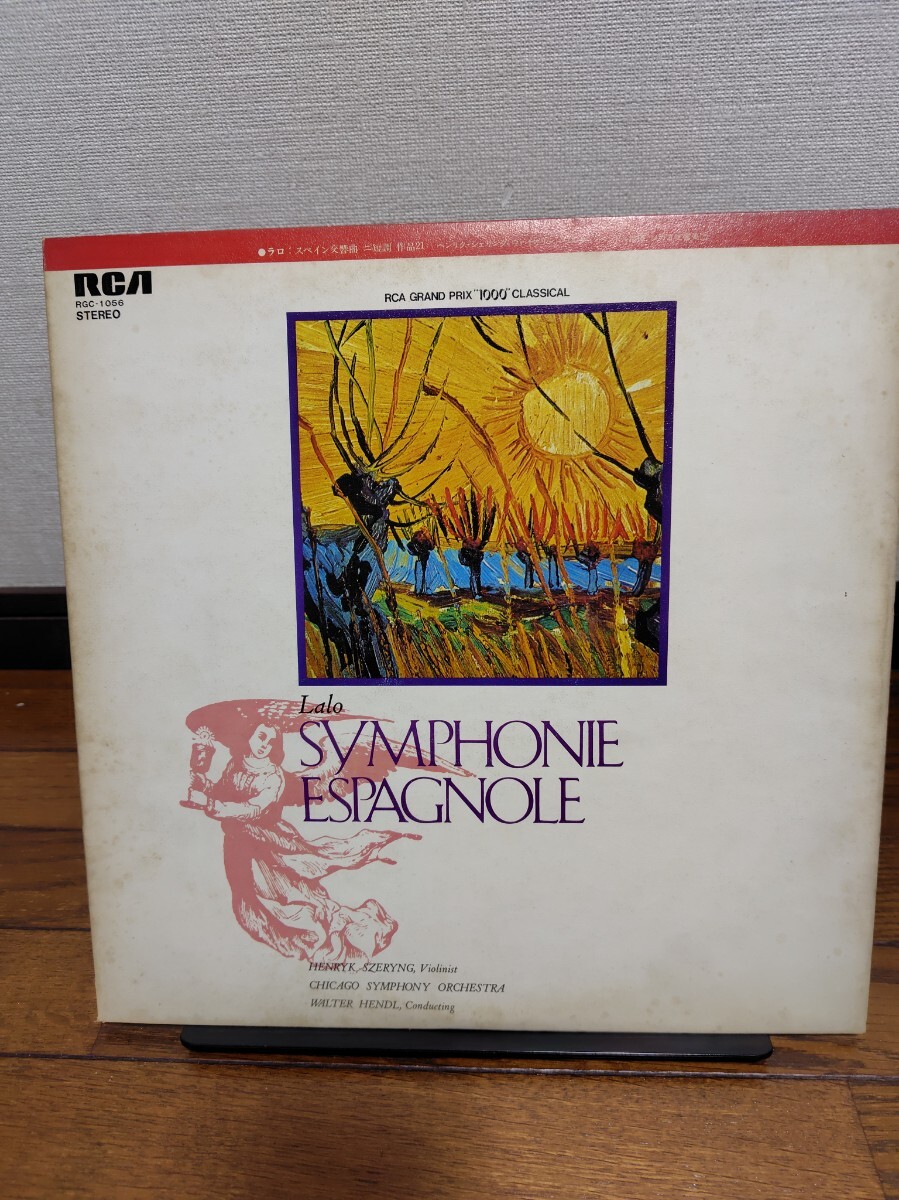 ●ラロ:スペイン交響曲 ニ短調 作品21
RCA
RGC-1056
STEREO
RCA GRAND PRIX "1000" CLASSICAL
Lalo
SYMPHONIE
ESPAGNOLE
HENRYK SZERYNG, Violinist
CHICAGO SYMPHONY ORCHESTRA
WALTER HENDL, Conducting